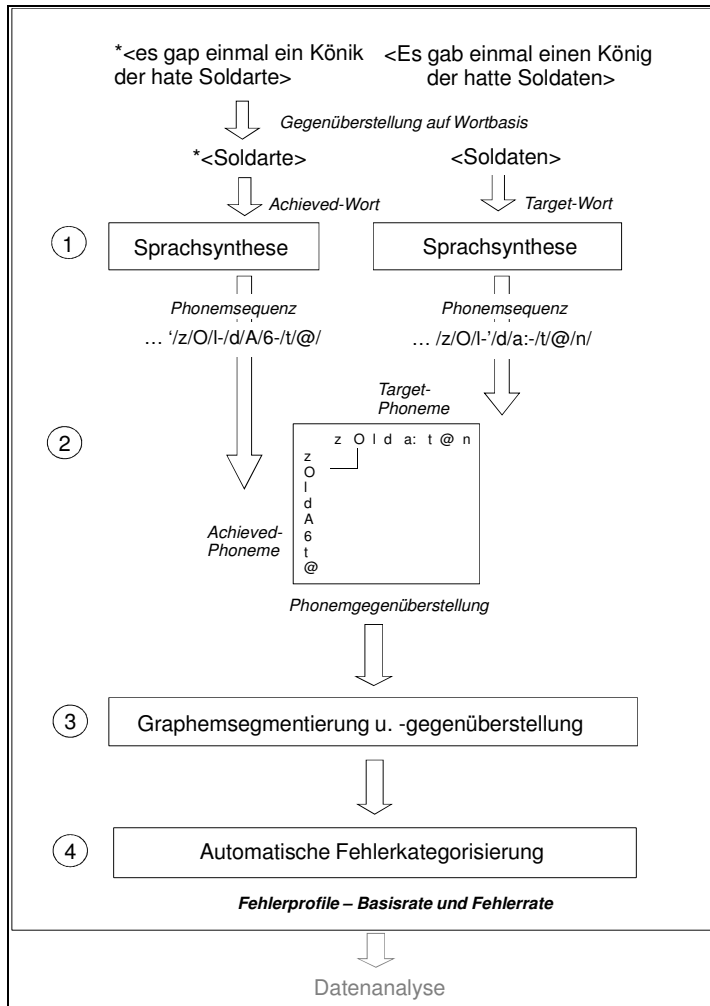 *<es gap einmal ein Könik
der hate Soldarte>
<Es gab einmal einen König
der hatte Soldaten>
Gegenüberstellung auf Wortbasis
*<Soldarte>
<Soldaten>
Achieved-Wort
Target-Wort
1
Sprachsynthese
Sprachsynthese
Phonemsequenz
Phonemsequenz
… ‘/z/O/l-/d/A/6-/t/@/
… /z/O/l-’/d/a:-/t/@/n/
Target-
Phoneme
2
z O l d a: t @ n
z
O
l
d
A
6
t
@
Achieved-
Phoneme
Phonemgegenüberstellung
3
Graphemsegmentierung u. -gegenüberstellung
4
Automatische Fehlerkategorisierung
Fehlerprofile – Basisrate und Fehlerrate
Datenanalyse